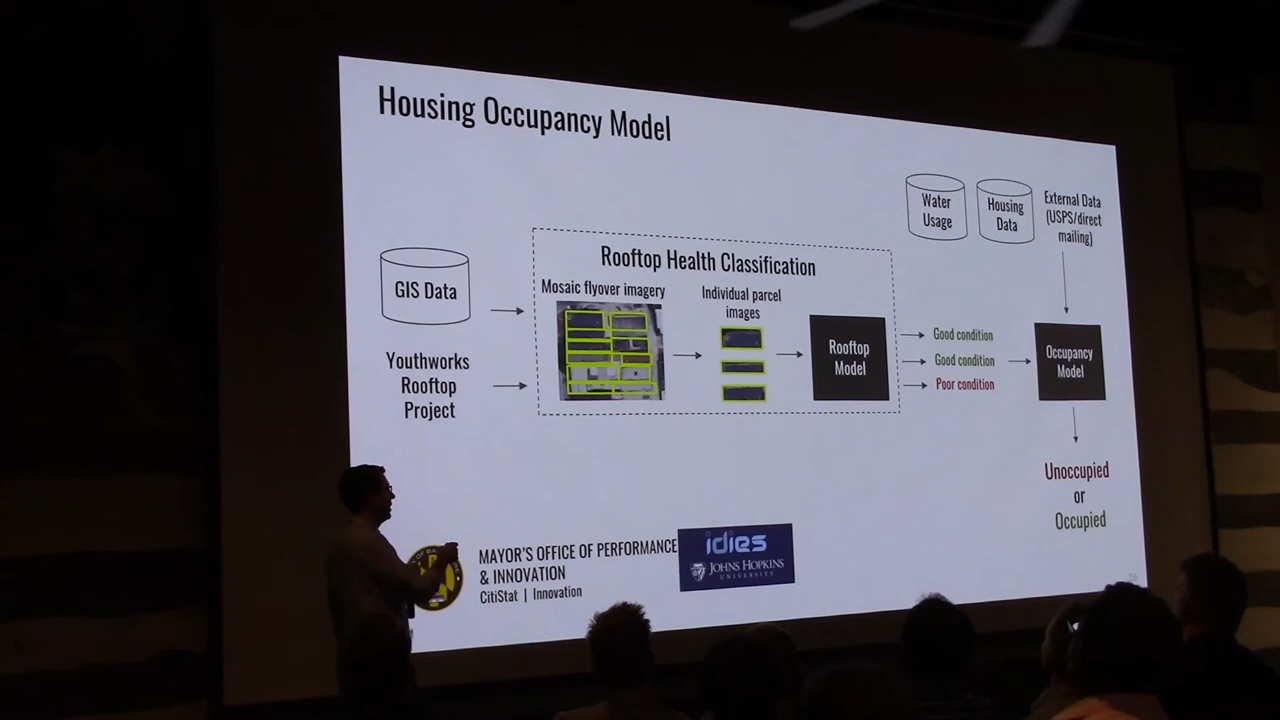 Housing Occupancy Model
Water
Usage
Housing
Data
External Data
(USPS/direct
mailing)
GIS Data
Youthworks
Rooftop
Project
Rooftop Health Classification
Mosaic flyover imagery
Individual parcel
images
Rooftop
Model
Good condition
Good condition
Poor condition
Occupancy
Model
Unoccupied
or
Occupied
MAYOR'S OFFICE OF PERFORMANCE
& INNOVATION
CitiStat | Innovation
idies
JOHNS HOPKINS
UNIVERSITY